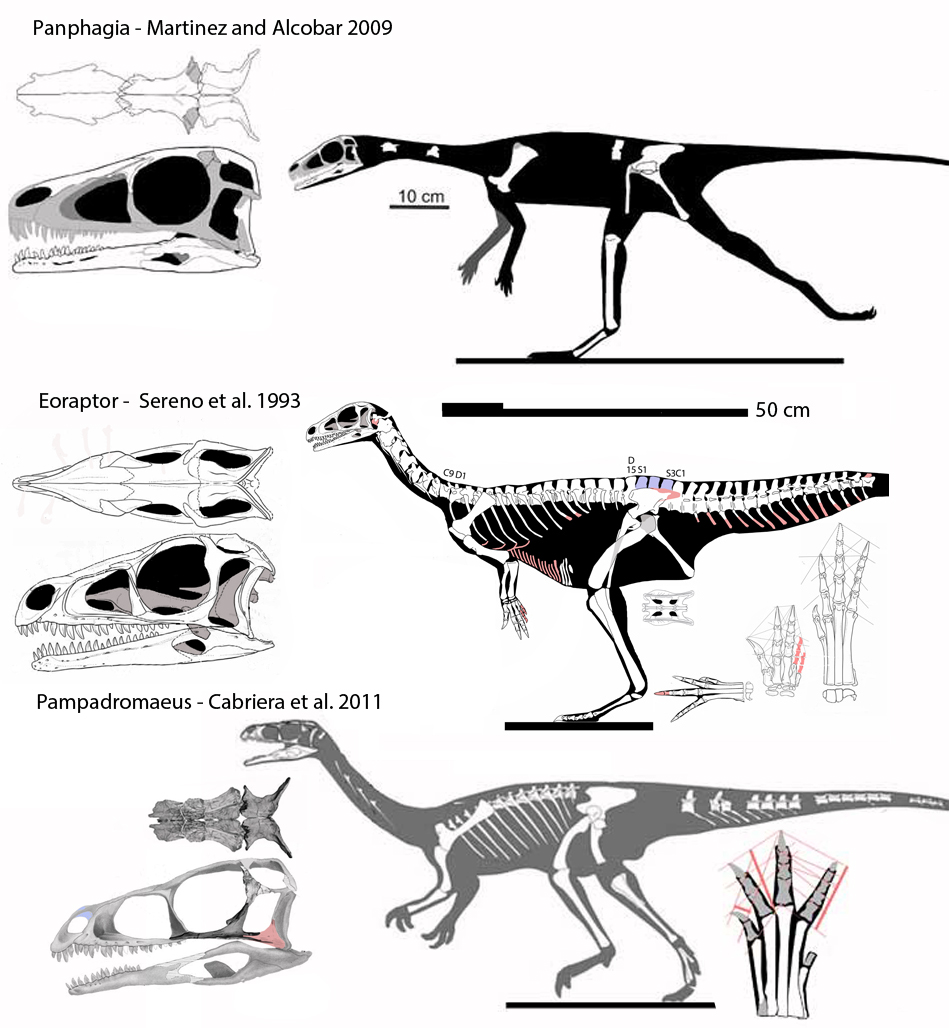 Panphagia - Martinez and Alcobar 2009
10 cm
Eoraptor - Sereno et al. 1993
50 cm
C9 D1
D
15 S1
S3C1
Pampadromaeus - Cabriera et al. 2011